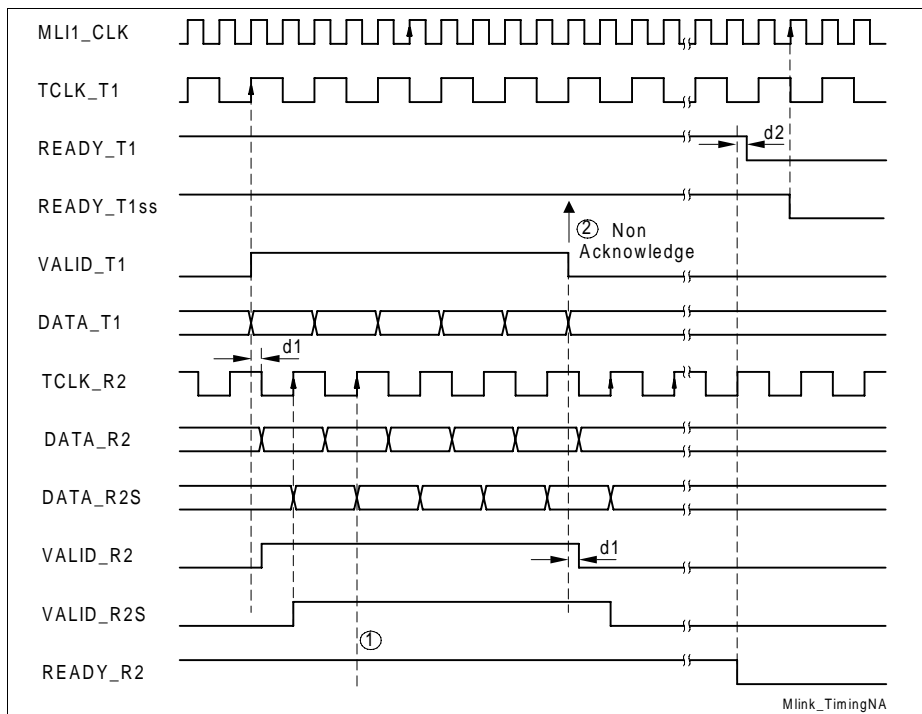 MLI1_CLK
TCLK_T1
READY_T1
d2
READY_T1ss
② Non
Acknowledge
VALID_T1
DATA_T1
d1
TCLK_R2
DATA_R2
DATA_R2S
VALID_R2
d1
VALID_R2S
①
READY_R2
Mlink_TimingNA